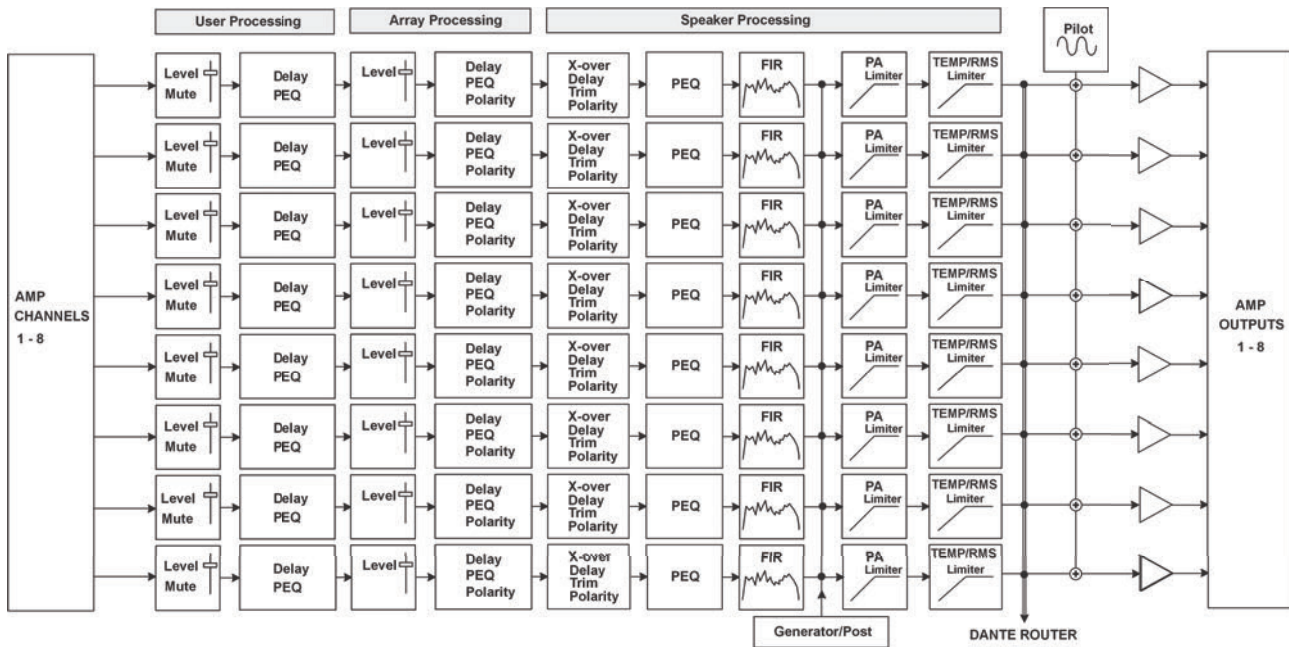 User Processing
Array Processing
Speaker Processing
Pilot
AMP
CHANNELS
1 - 8
Level
Mute
Delay
PEQ
Level
Delay
PEQ
Polarity
X-over
Delay
Trim
Polarity
PEQ
FIR
PA
Limiter
TEMP/RMS
Limiter
Level
Mute
Delay
PEQ
Level
Delay
PEQ
Polarity
X-over
Delay
Trim
Polarity
PEQ
FIR
PA
Limiter
TEMP/RMS
Limiter
Level
Mute
Delay
PEQ
Level
Delay
PEQ
Polarity
X-over
Delay
Trim
Polarity
PEQ
FIR
PA
Limiter
TEMP/RMS
Limiter
Level
Mute
Delay
PEQ
Level
Delay
PEQ
Polarity
X-over
Delay
Trim
Polarity
PEQ
FIR
PA
Limiter
TEMP/RMS
Limiter
Level
Mute
Delay
PEQ
Level
Delay
PEQ
Polarity
X-over
Delay
Trim
Polarity
PEQ
FIR
PA
Limiter
TEMP/RMS
Limiter
Level
Mute
Delay
PEQ
Level
Delay
PEQ
Polarity
X-over
Delay
Trim
Polarity
PEQ
FIR
PA
Limiter
TEMP/RMS
Limiter
Level
Mute
Delay
PEQ
Level
Delay
PEQ
Polarity
X-over
Delay
Trim
Polarity
PEQ
FIR
PA
Limiter
TEMP/RMS
Limiter
Level
Mute
Delay
PEQ
Level
Delay
PEQ
Polarity
X-over
Delay
Trim
Polarity
PEQ
FIR
PA
Limiter
TEMP/RMS
Limiter
AMP
OUTPUTS
1 - 8
Generator/Post
DANTE ROUTER